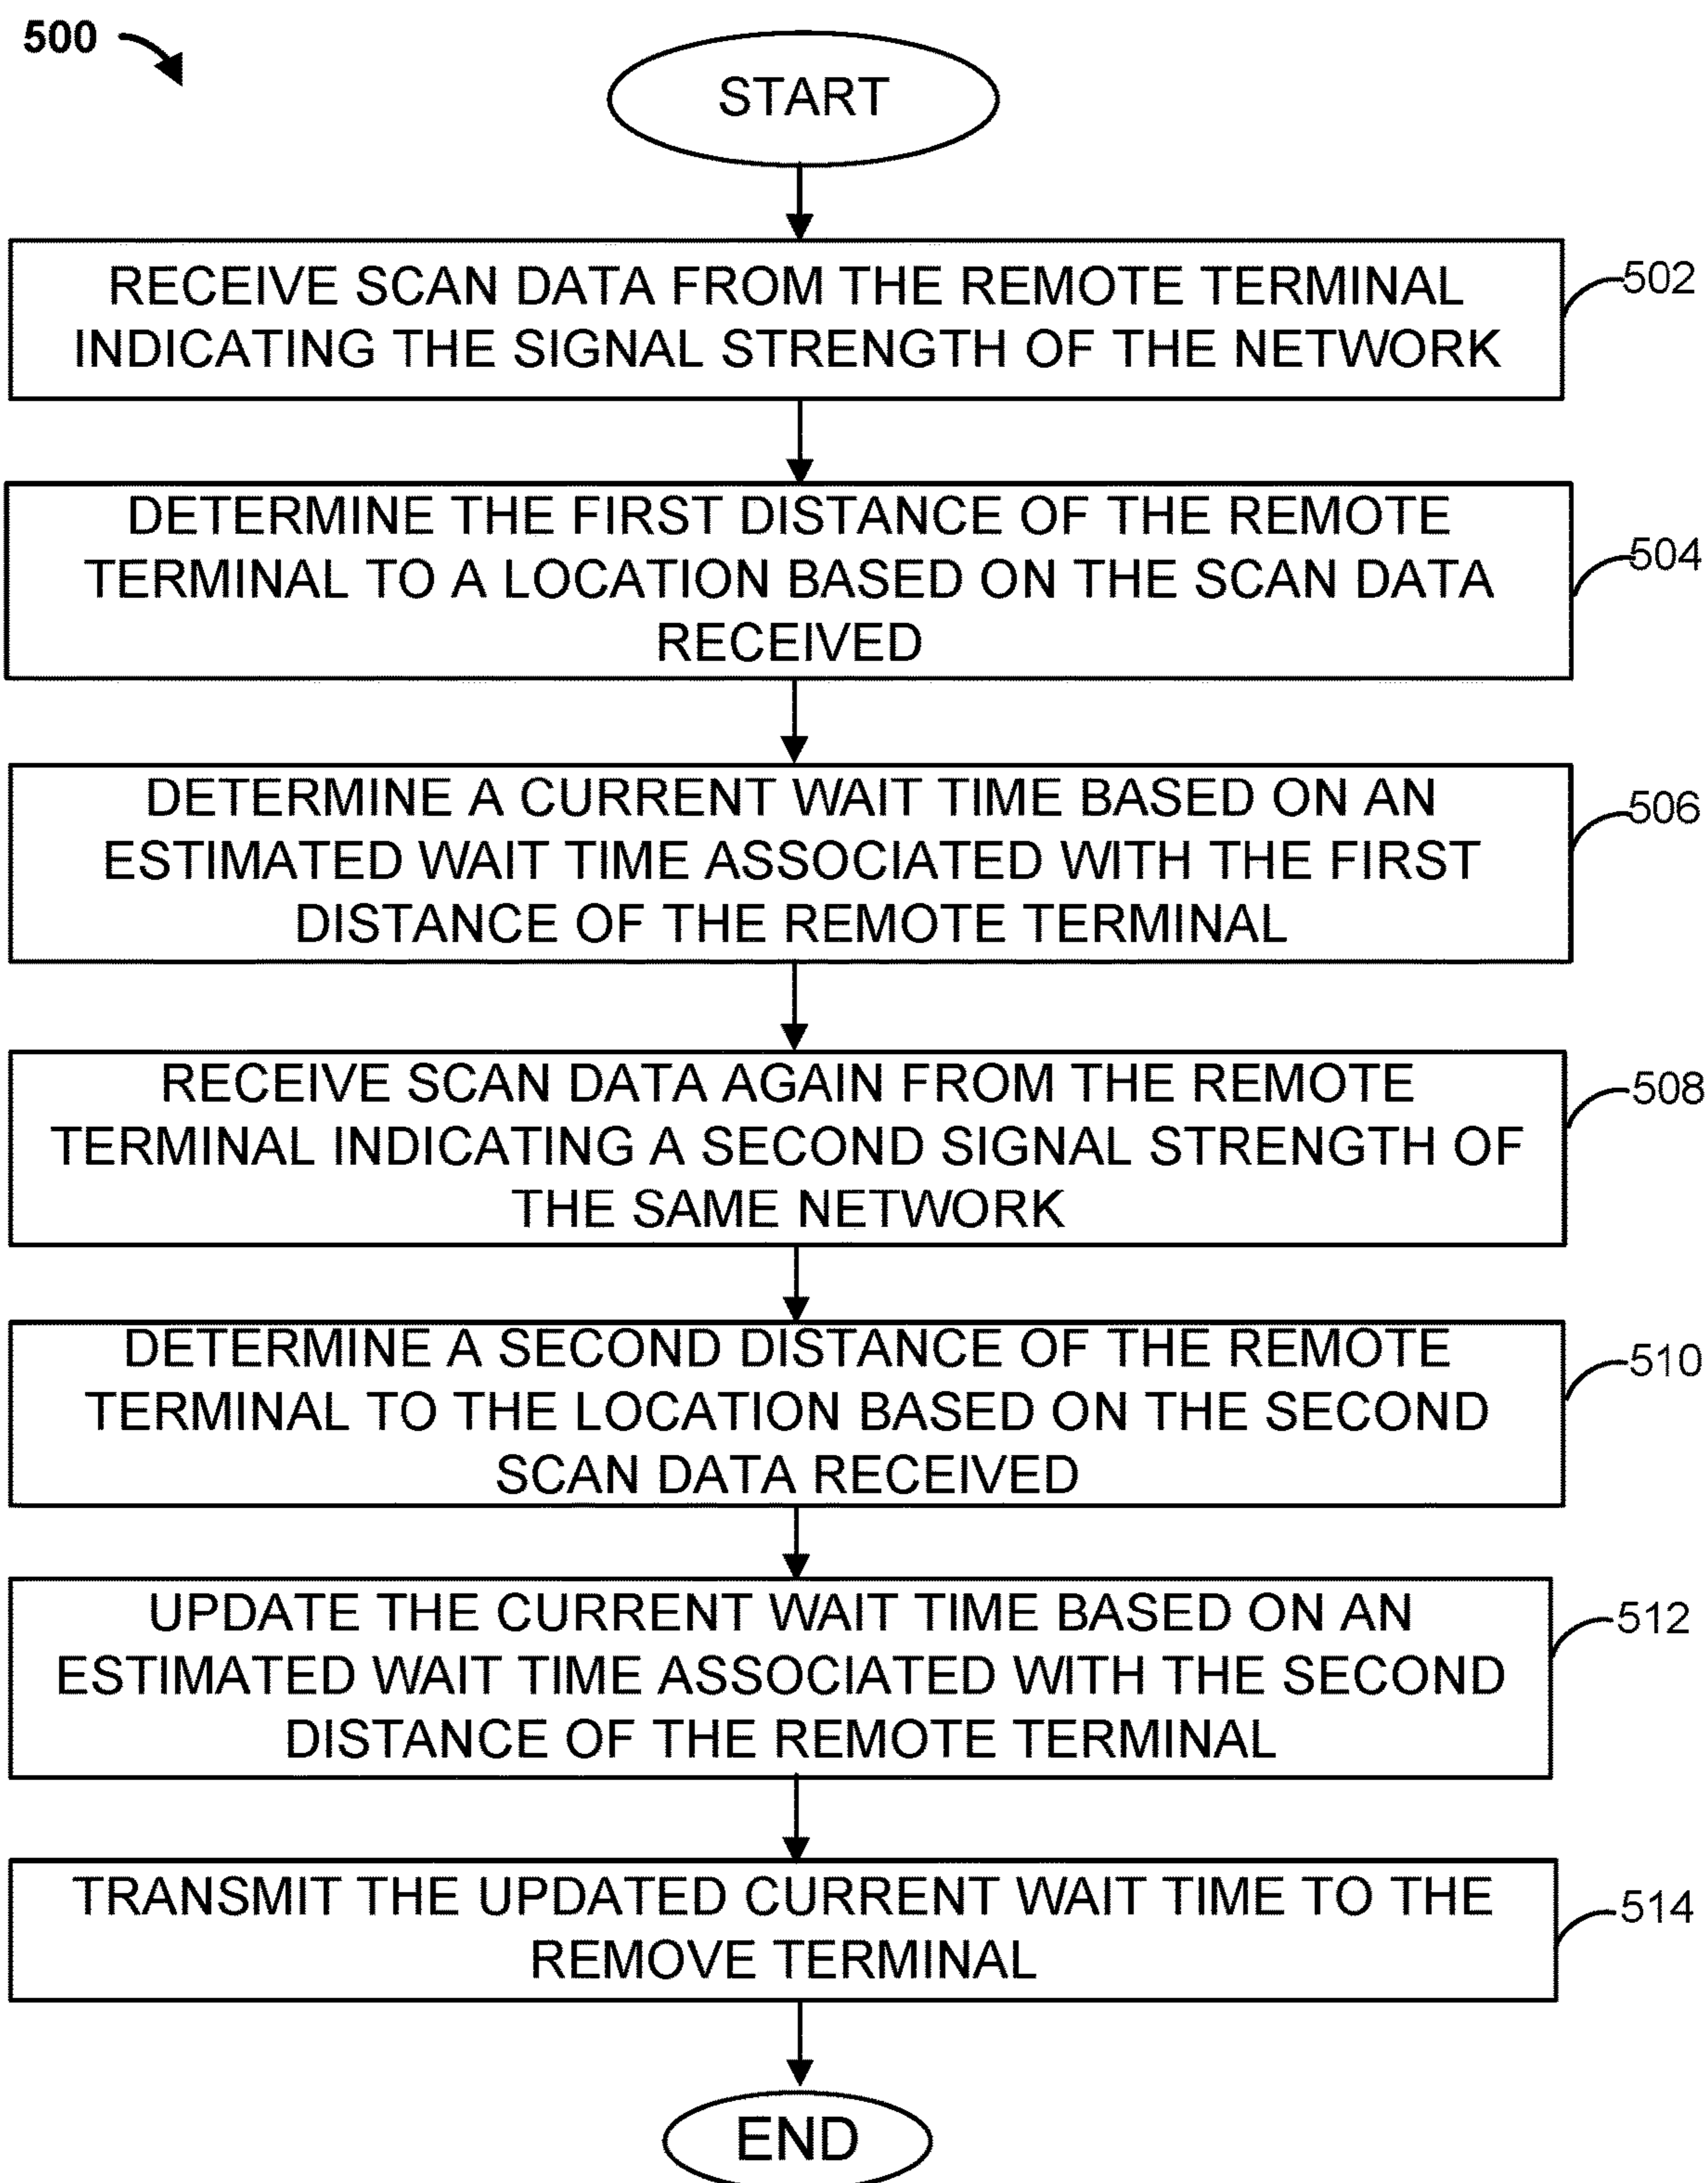 500
START
RECEIVE SCAN DATA FROM THE REMOTE TERMINAL
INDICATING THE SIGNAL STRENGTH OF THE NETWORK
502
DETERMINE THE FIRST DISTANCE OF THE REMOTE
TERMINAL TO A LOCATION BASED ON THE SCAN DATA
RECEIVED
504
DETERMINE A CURRENT WAIT TIME BASED ON AN
ESTIMATED WAIT TIME ASSOCIATED WITH THE FIRST
DISTANCE OF THE REMOTE TERMINAL
506
RECEIVE SCAN DATA AGAIN FROM THE REMOTE
TERMINAL INDICATING A SECOND SIGNAL STRENGTH OF
THE SAME NETWORK
508
DETERMINE A SECOND DISTANCE OF THE REMOTE
TERMINAL TO THE LOCATION BASED ON THE SECOND
SCAN DATA RECEIVED
510
UPDATE THE CURRENT WAIT TIME BASED ON AN
ESTIMATED WAIT TIME ASSOCIATED WITH THE SECOND
DISTANCE OF THE REMOTE TERMINAL
512
TRANSMIT THE UPDATED CURRENT WAIT TIME TO THE
REMOVE TERMINAL
514
END